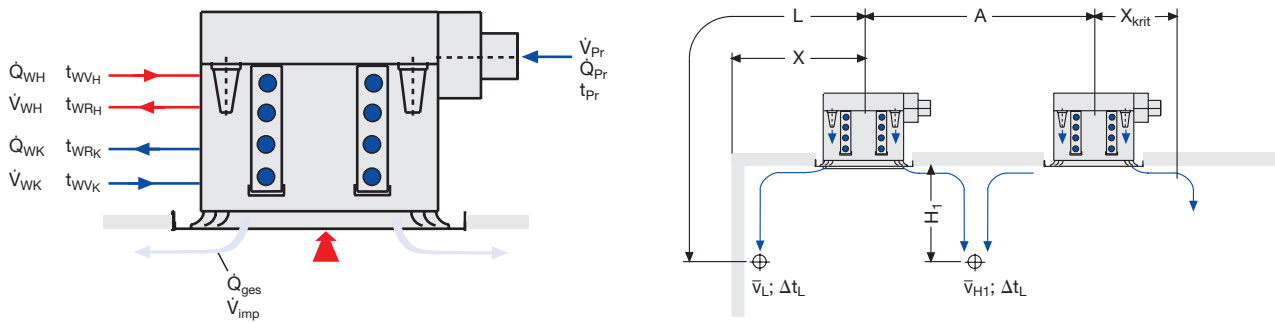 Q̇WH tWVH
V̇WH tWRH
Q̇WK tWRK
V̇WK tWVK
V̇Pr
Q̇Pr
tPr
Q̇ges
V̇imp
L A Xkrit
X
H1
v̄L; ΔtL v̄H1; ΔtL